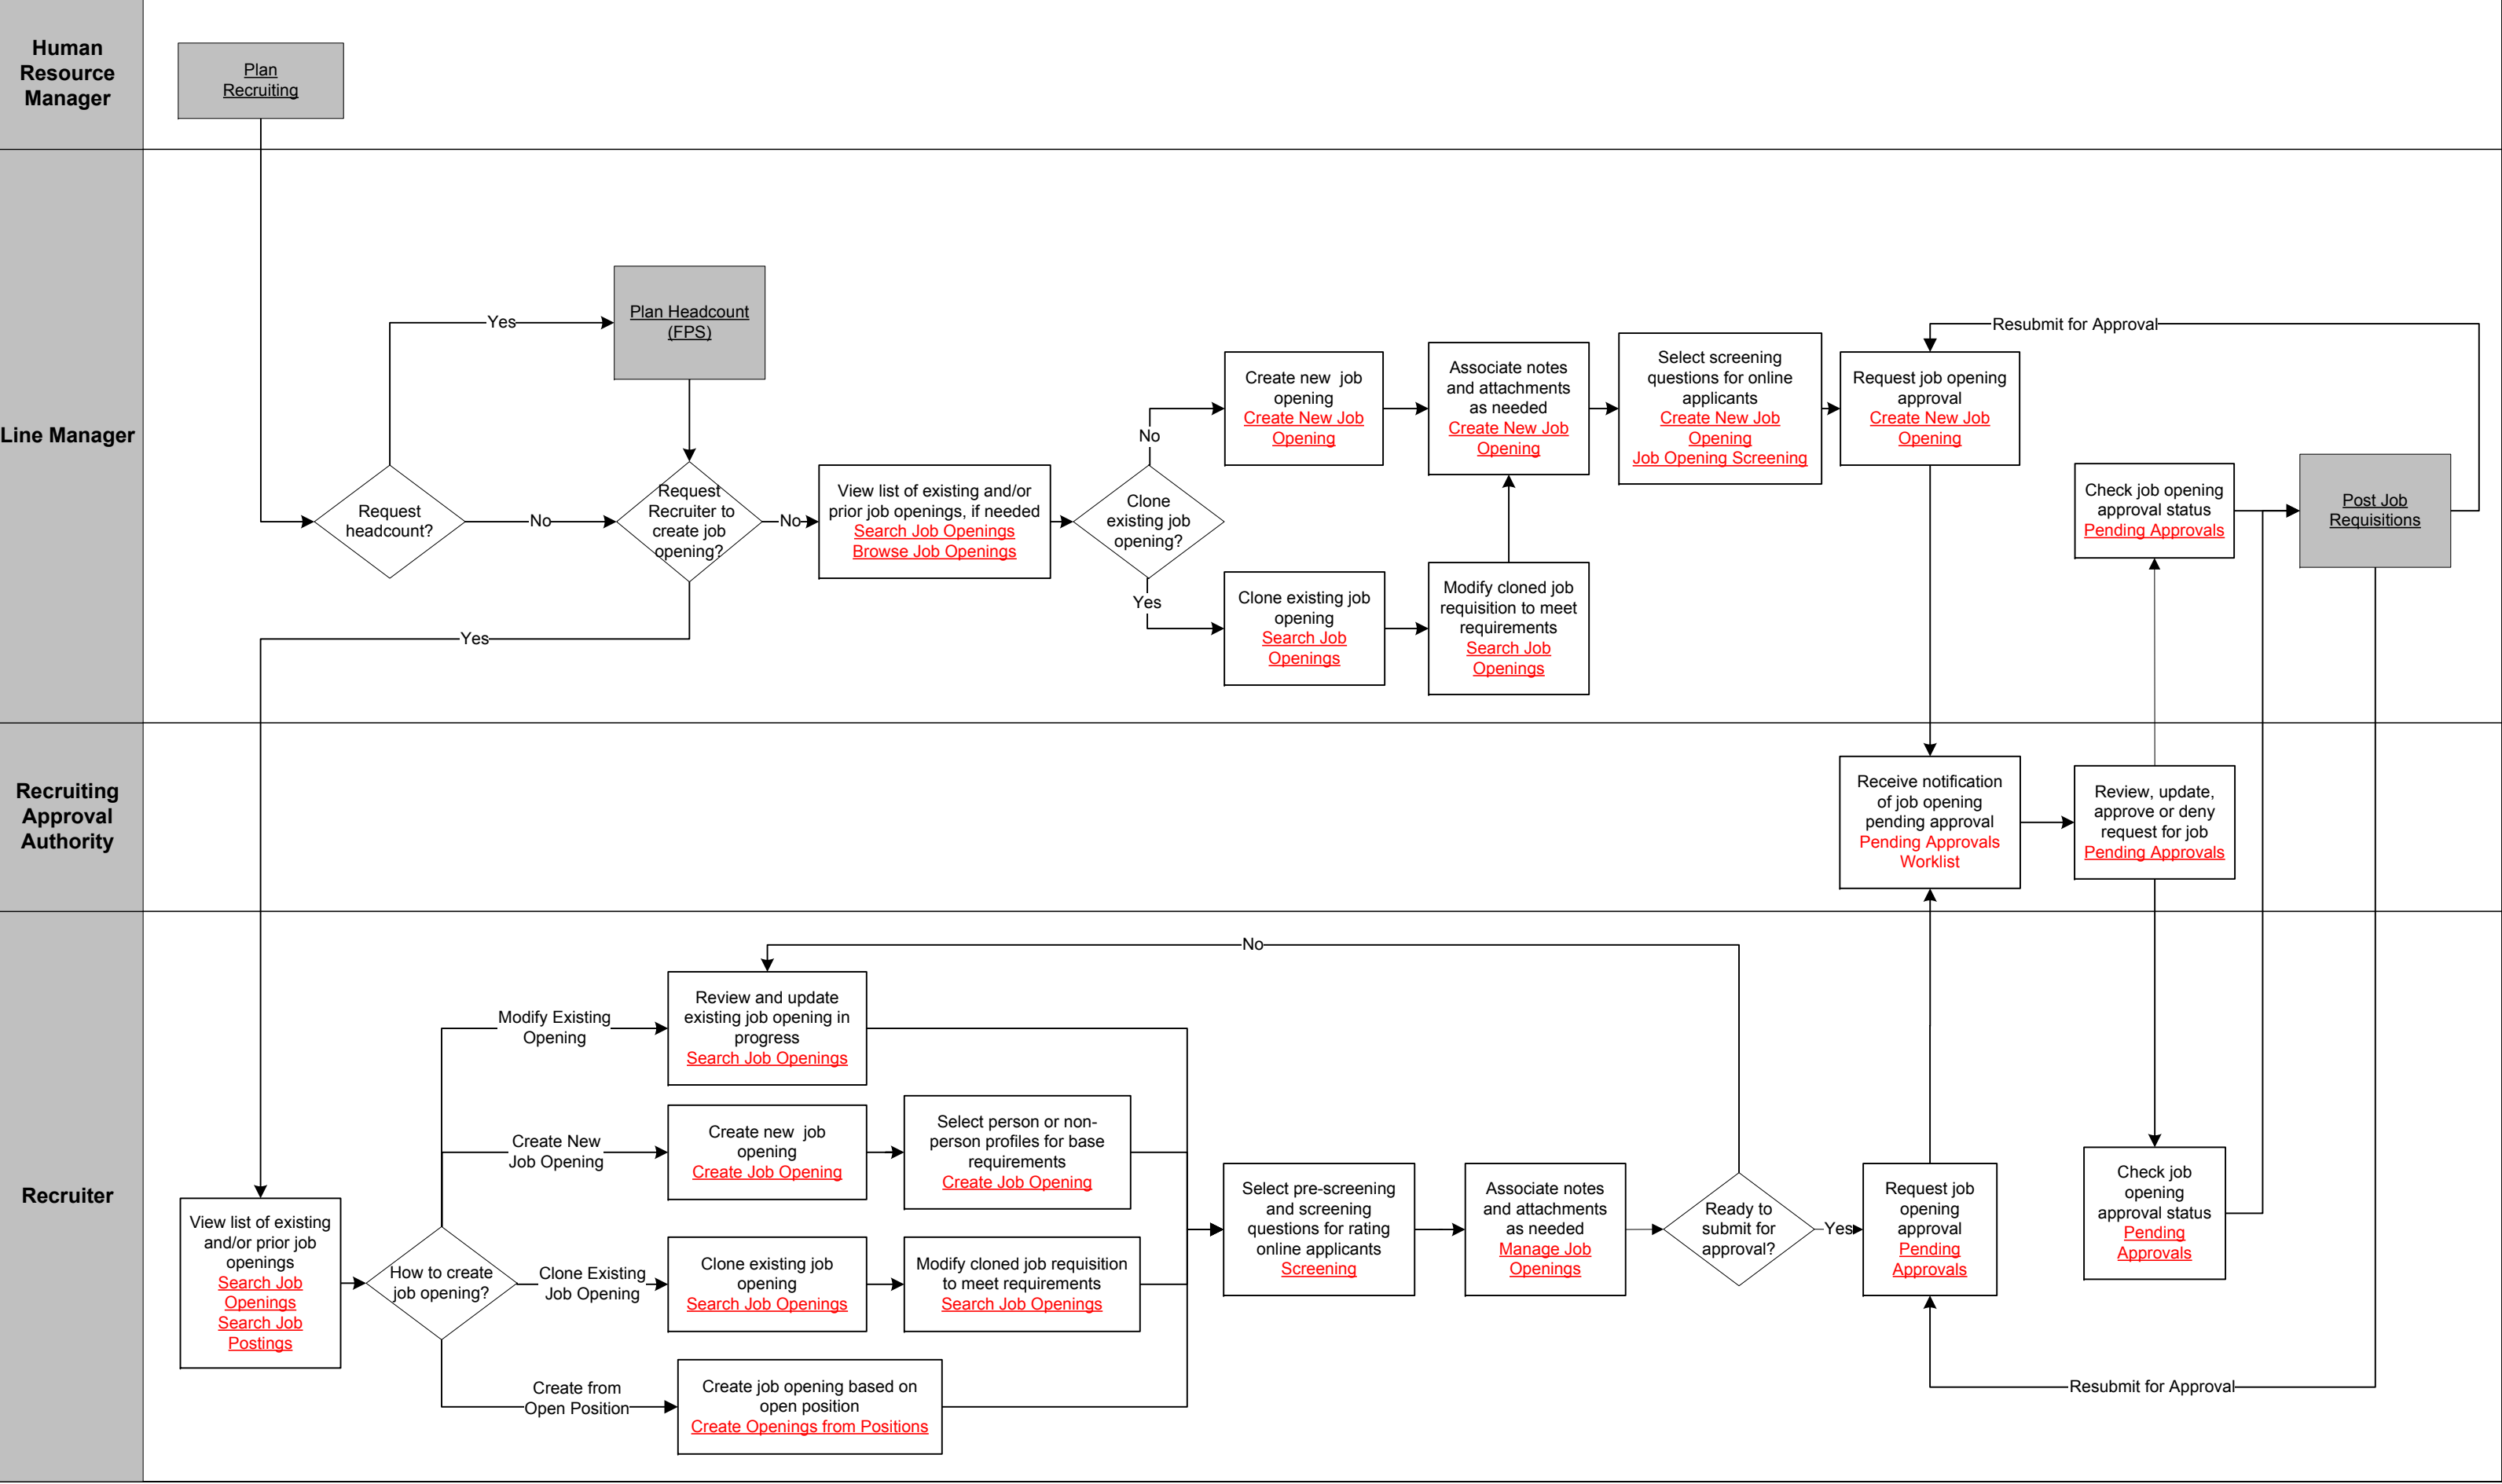 Human
Resource
Manager
Plan
Recruiting
Line Manager
Yes
Plan Headcount
(FPS)
Request
headcount?
No
Request
Recruiter to
create job
opening?
No
Yes
View list of existing and/or
prior job openings, if needed
Search Job Openings
Browse Job Openings
Clone
existing job
opening?
No
Yes
Create new  job
opening
Create New Job
Opening
Clone existing job
opening
Search Job
Openings
Associate notes
and attachments
as needed
Create New Job
Opening
Modify cloned job
requisition to meet
requirements
Search Job
Openings
Select screening
questions for online
applicants
Create New Job
Opening
Job Opening Screening
Request job opening
approval
Create New Job
Opening
Resubmit for Approval
Check job opening
approval status
Pending Approvals
Post Job
Requisitions
Recruiting
Approval
Authority
Receive notification
of job opening
pending approval
Pending Approvals
Worklist
Review, update,
approve or deny
request for job
Pending Approvals
Recruiter
View list of existing
and/or prior job
openings
Search Job
Openings
Search Job
Postings
How to create
job opening?
Modify Existing
Opening
Create New
Job Opening
Clone Existing
Job Opening
Create from
Open Position
Review and update
existing job opening in
progress
Search Job Openings
Create new  job
opening
Create Job Opening
Select person or non-
person profiles for base
requirements
Create Job Opening
Clone existing job
opening
Search Job Openings
Modify cloned job requisition
to meet requirements
Search Job Openings
Create job opening based on
open position
Create Openings from Positions
No
Select pre-screening
and screening
questions for rating
online applicants
Screening
Associate notes
and attachments
as needed
Manage Job
Openings
Ready to
submit for
approval?
Yes
Request job
opening
approval
Pending
Approvals
Check job
opening
approval status
Pending
Approvals
Resubmit for Approval